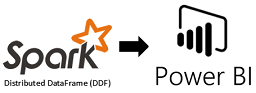 Spark
Distributed DataFrame (DDF)
Power BI